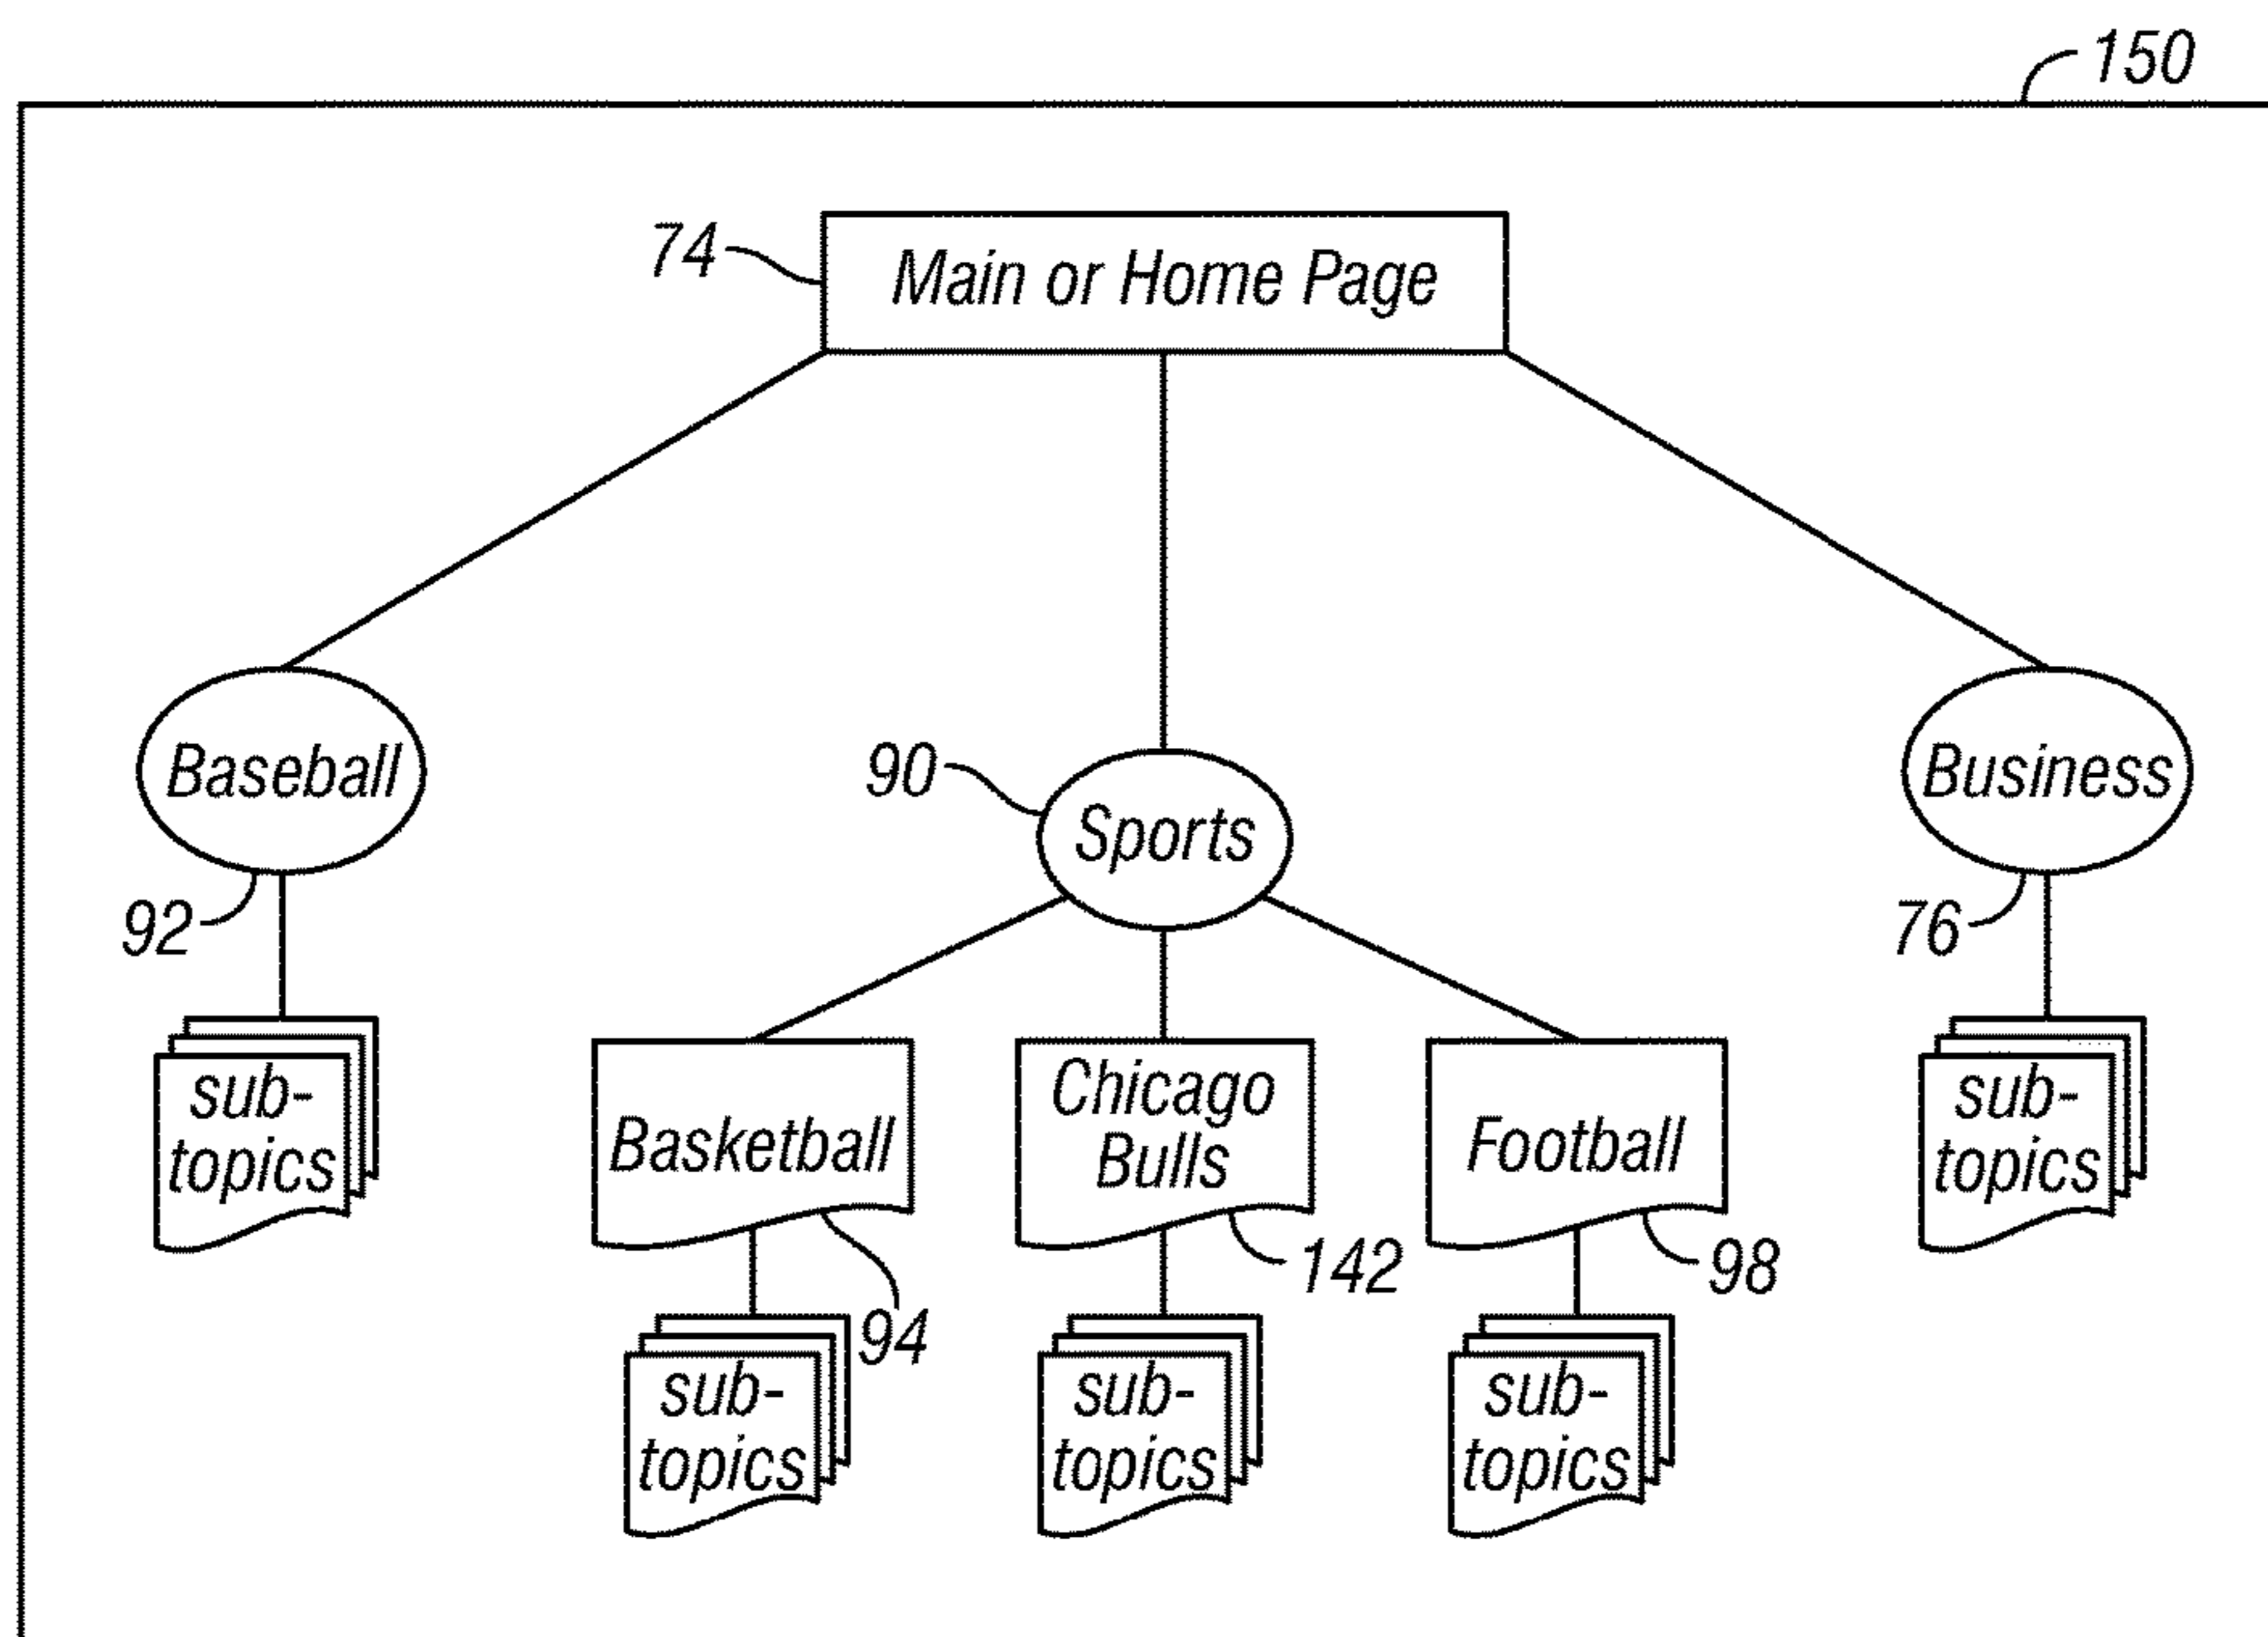 150
74
Main or Home Page
Baseball
90
Sports
Business
92
76
sub-
topics
Basketball
Chicago
Bulls
Football
sub-
topics
142
98
94
sub-
topics
sub-
topics
sub-
topics